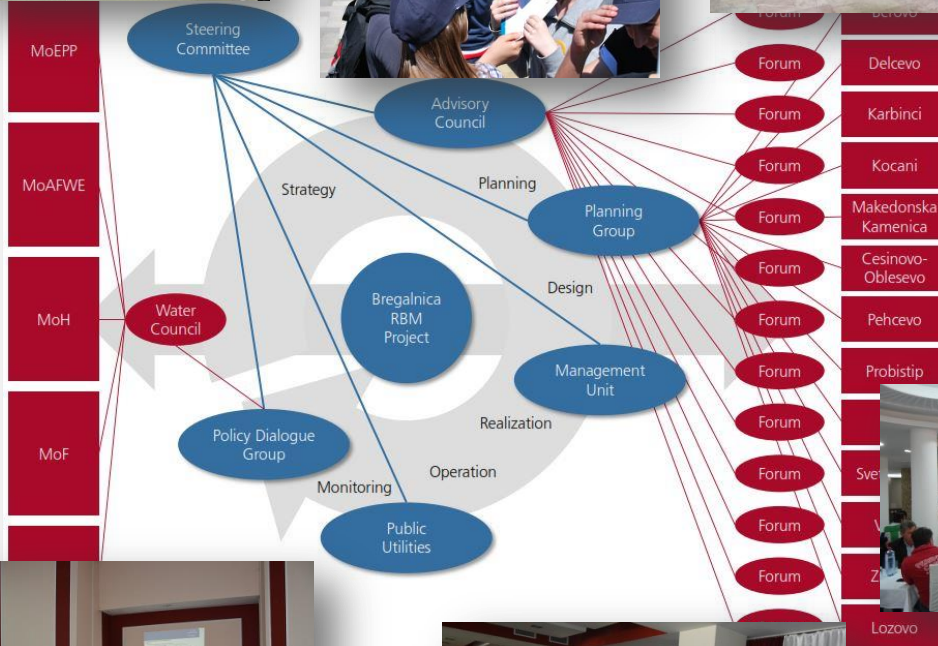 MoEPP
MoAFWE
MoH
MoF
Steering
Committee
Advisory
Council
Strategy
Planning
Planning
Group
Design
Bregalnica
RBM
Project
Water
Council
Management
Unit
Realization
Policy Dialogue
Group
Operation
Monitoring
Public
Utilities
Forum
Forum
Forum
Forum
Forum
Forum
Forum
Forum
Forum
Forum
Forum
Forum
Berovo
Delcevo
Karbinci
Kocani
Makedonska
Kamenica
Cesinovo-
Oblesevo
Pehcevo
Probistip
Lozovo